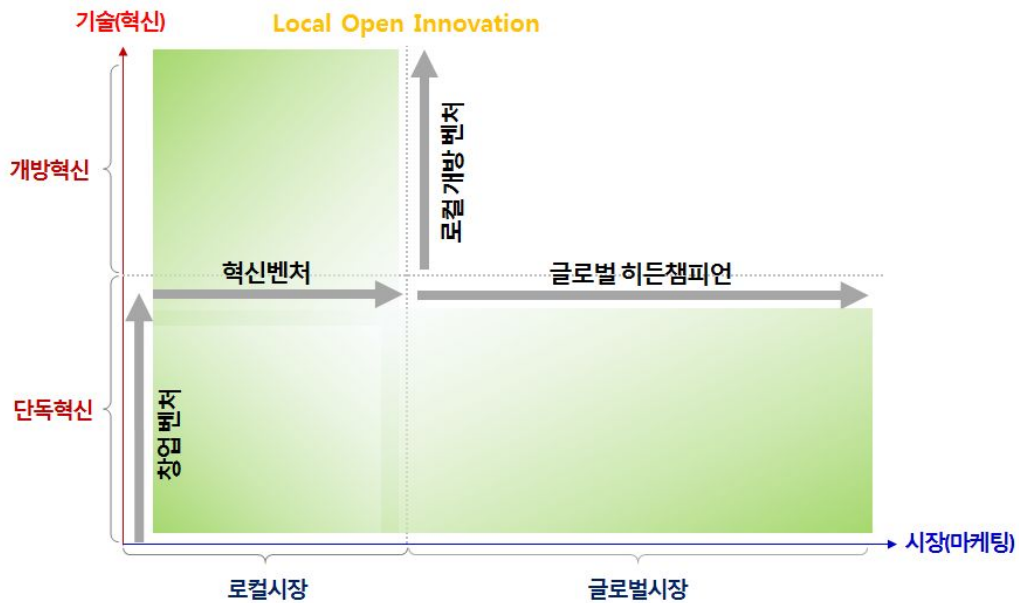 기술(혁신)
Local Open Innovation
개방혁신
로컬 개방 벤처
혁신벤처
글로벌 히든챔피언
단독혁신
창업 벤처
시장(마케팅)
로컬시장
글로벌시장